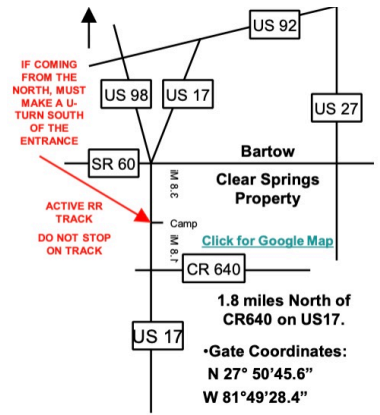 US 92
IF COMING
FROM THE
NORTH, MUST
MAKE A U-
TURN SOUTH
OF THE
ENTRANCE
US 98
US 17
US 27
SR 60
Bartow
Clear Springs
Property
3.8 Mi
ACTIVE RR
TRACK
DO NOT STOP
ON TRACK
Camp
1.8 Mi
Click for Google Map
CR 640
1.8 miles North of
CR640 on US17.
US 17
•Gate Coordinates:
N 27° 50'45.6”
W 81°49'28.4”